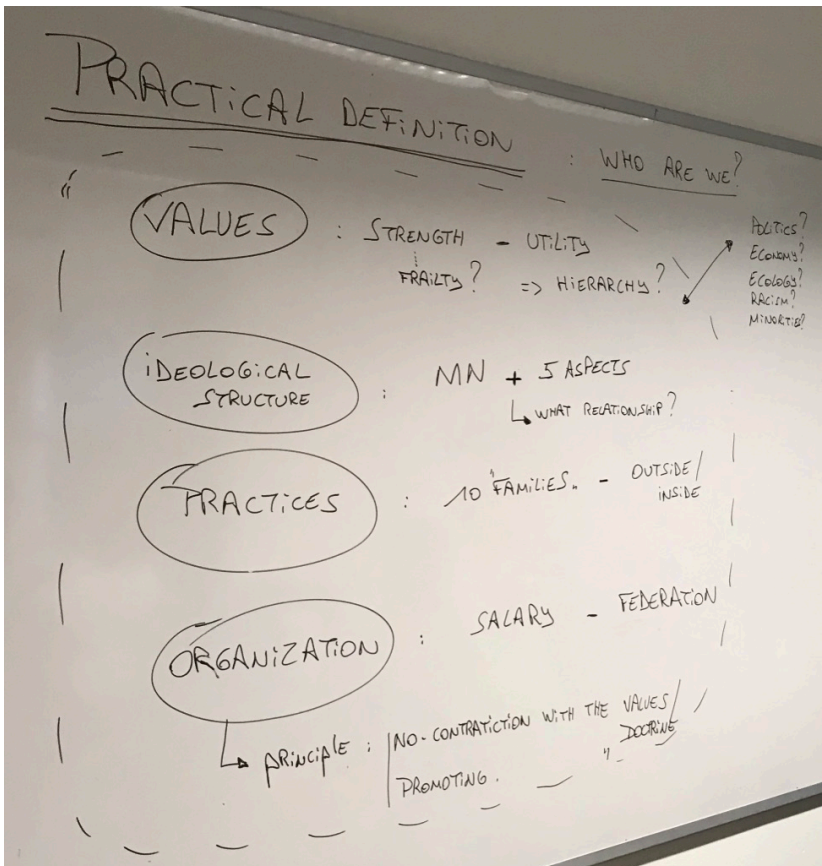 PRACTICAL DEFINITION : WHO ARE WE?
VALUES : STRENGTH - UTILITY
FRAILTY? => HIERARCHY?
POLITICS?
ECONOMY?
ECOLOGY?
RACISM?
MINORITIES?
IDEOLOGICAL
STRUCTURE : MN + 5 ASPECTS
WHAT RELATIONSHIP?
PRACTICES : 10 "FAMILIES" - OUTSIDE/
INSIDE
ORGANIZATION : SALARY - FEDERATION
PRINCIPLE : NO-CONTRATICTION WITH THE VALUES/
DOCTRINE
PROMOTING.